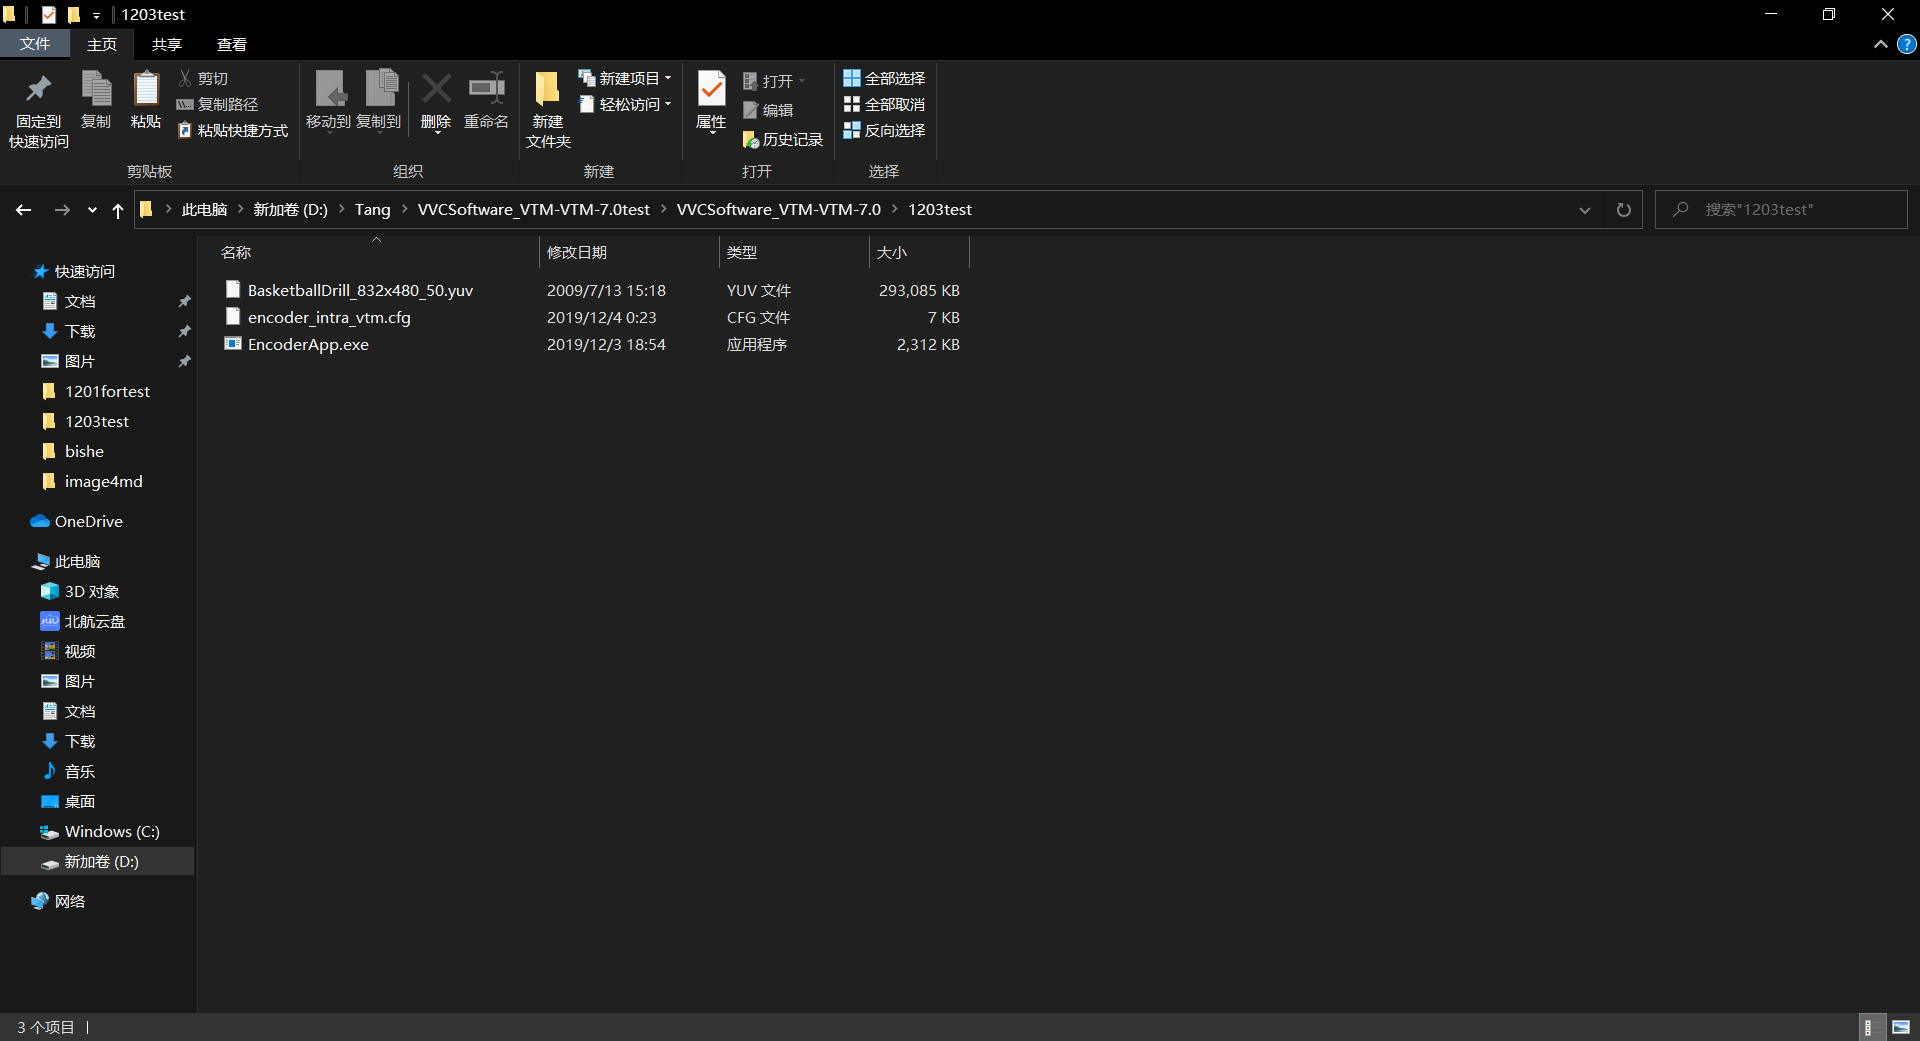 1203test
文件 主页 共享 查看
固定到
快速访问
复制
粘贴
剪切
复制路径
粘贴快捷方式
剪贴板
移动到 复制到 删除 重命名
组织
新建
文件夹
新建项目
轻松访问
新建
属性
打开
编辑
历史记录
打开
全部选择
全部取消
反向选择
选择
此电脑 新加卷 (D:) Tang VVCSoftware_VTM-VTM-7.0test VVCSoftware_VTM-VTM-7.0 1203test
搜索"1203test"
名称 修改日期 类型 大小
BasketballDrill_832x480_50.yuv 2009/7/13 15:18 YUV 文件 293,085 KB
encoder_intra_vtm.cfg 2019/12/4 0:23 CFG 文件 7 KB
EncoderApp.exe 2019/12/3 18:54 应用程序 2,312 KB
快速访问
文档
下载
图片
1201fortest
1203test
bishe
image4md
OneDrive
此电脑
3D 对象
北航云盘
视频
图片
文档
下载
音乐
桌面
Windows (C:)
新加卷 (D:)
网络
3 个项目